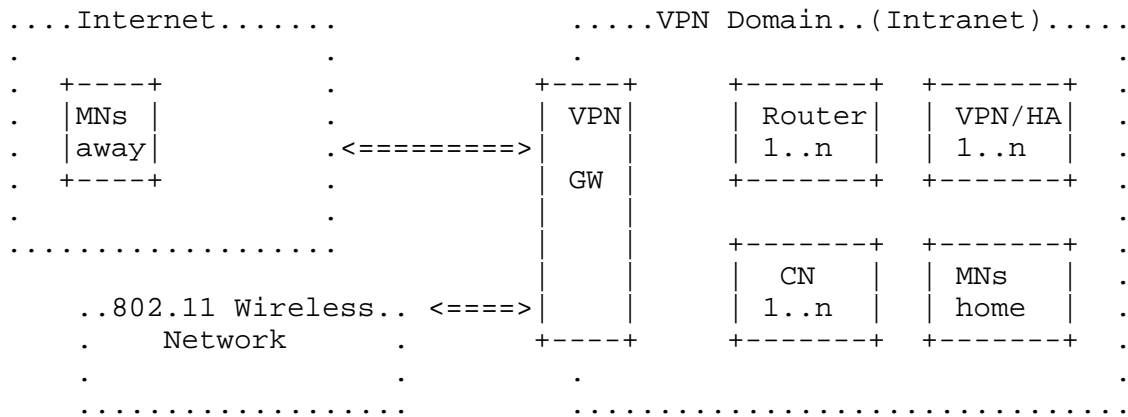 ....Internet....... .....VPN Domain..(Intranet).....
MNs VPN Router VPN/HA
away <=========> 1..n 1..n
GW
CN MNs
..802.11 Wireless.. <====> 1..n home
Network